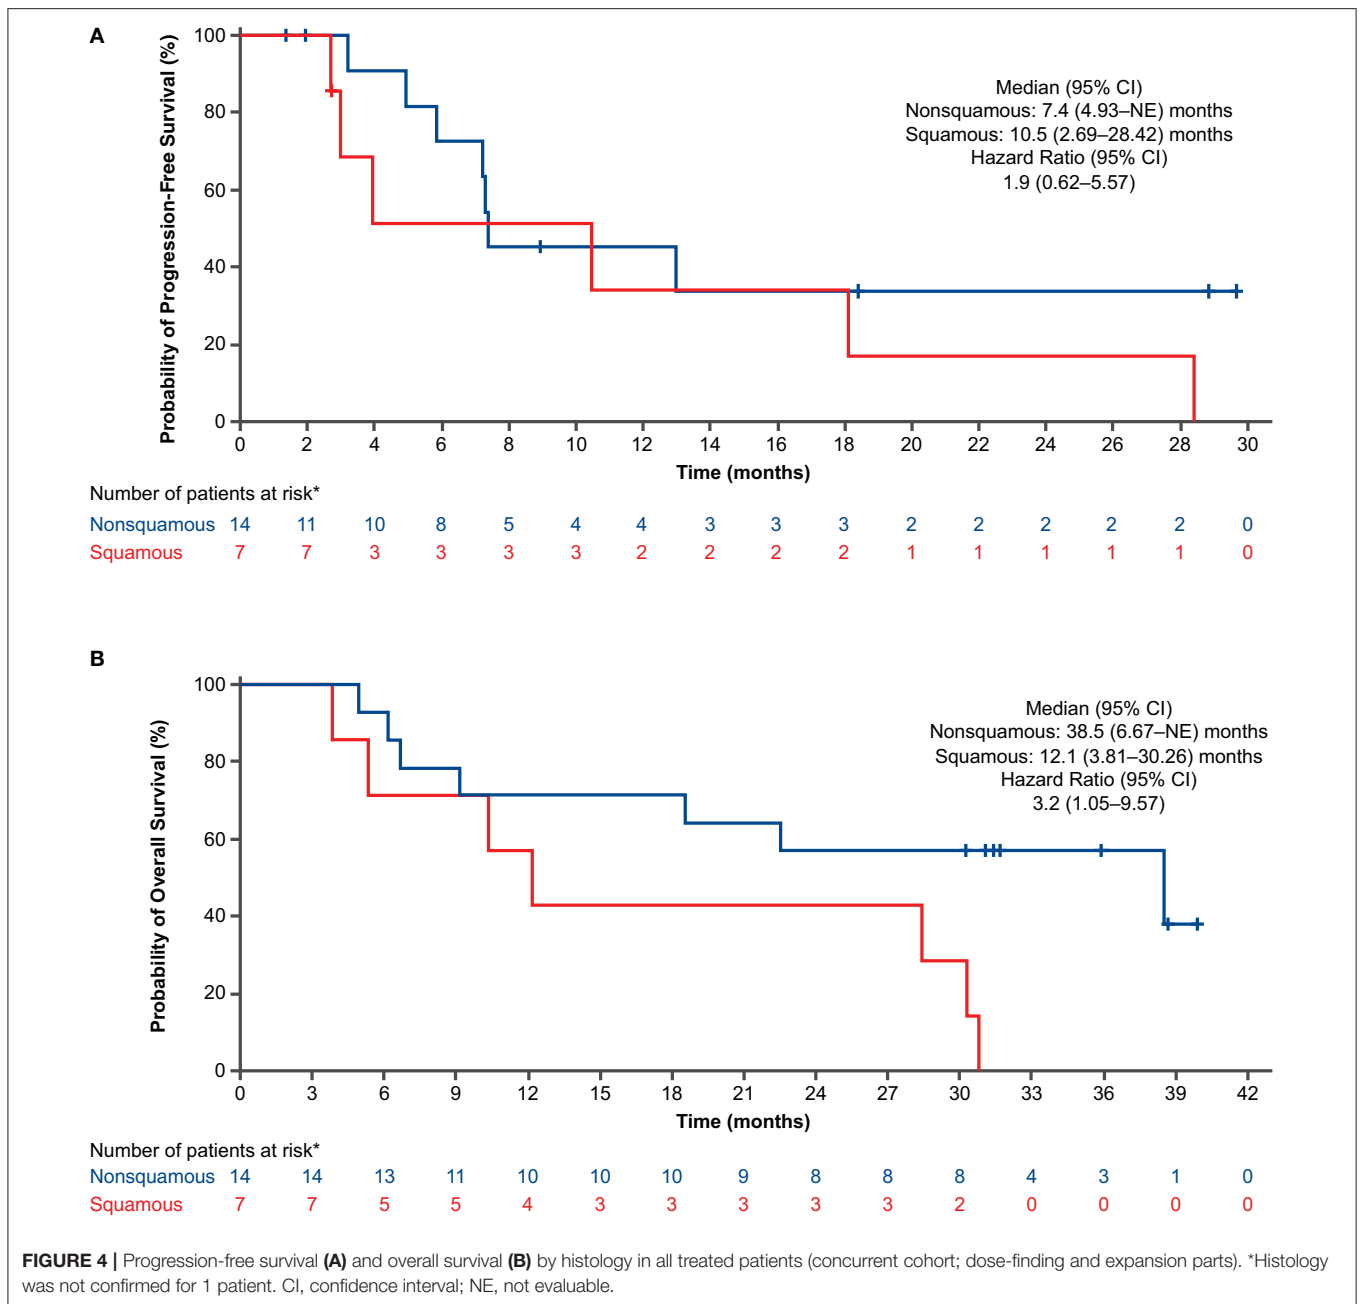 A
Probability of Progression-Free Survival (%)
100
80
60
40
20
0
Median (95% CI)
Nonsquamous: 7.4 (4.93–NE) months
Squamous: 10.5 (2.69–28.42) months
Hazard Ratio (95% CI)
1.9 (0.62–5.57)
0 2 4 6 8 10 12 14 16 18 20 22 24 26 28 30
Time (months)
Number of patients at risk*
Nonsquamous 14 11 10 8 5 4 4 3 3 3 2 2 2 2 2 0
Squamous 7 7 3 3 3 3 2 2 2 2 1 1 1 1 1 0
B
Probability of Overall Survival (%)
100
80
60
40
20
0
Median (95% CI)
Nonsquamous: 38.5 (6.67–NE) months
Squamous: 12.1 (3.81–30.26) months
Hazard Ratio (95% CI)
3.2 (1.05–9.57)
0 3 6 9 12 15 18 21 24 27 30 33 36 39 42
Time (months)
Number of patients at risk*
Nonsquamous 14 14 13 11 10 10 10 9 8 8 8 4 3 1 0
Squamous 7 7 5 5 4 3 3 3 3 3 2 0 0 0 0
FIGURE 4 | Progression-free survival (A) and overall survival (B) by histology in all treated patients (concurrent cohort; dose-finding and expansion parts). *Histology
was not confirmed for 1 patient. CI, confidence interval; NE, not evaluable.